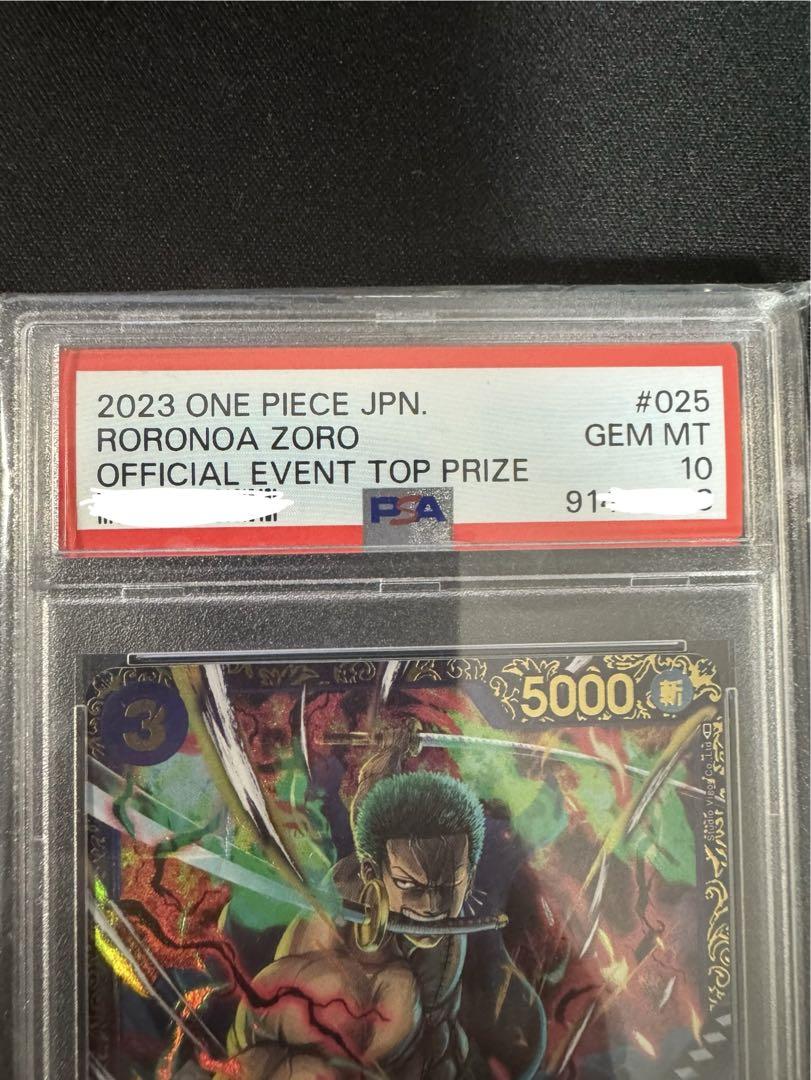 2023 ONE PIECE JPN. #025
RORONOA ZORO GEM MT
OFFICIAL EVENT TOP PRIZE 10
PSA
3
5000 斬